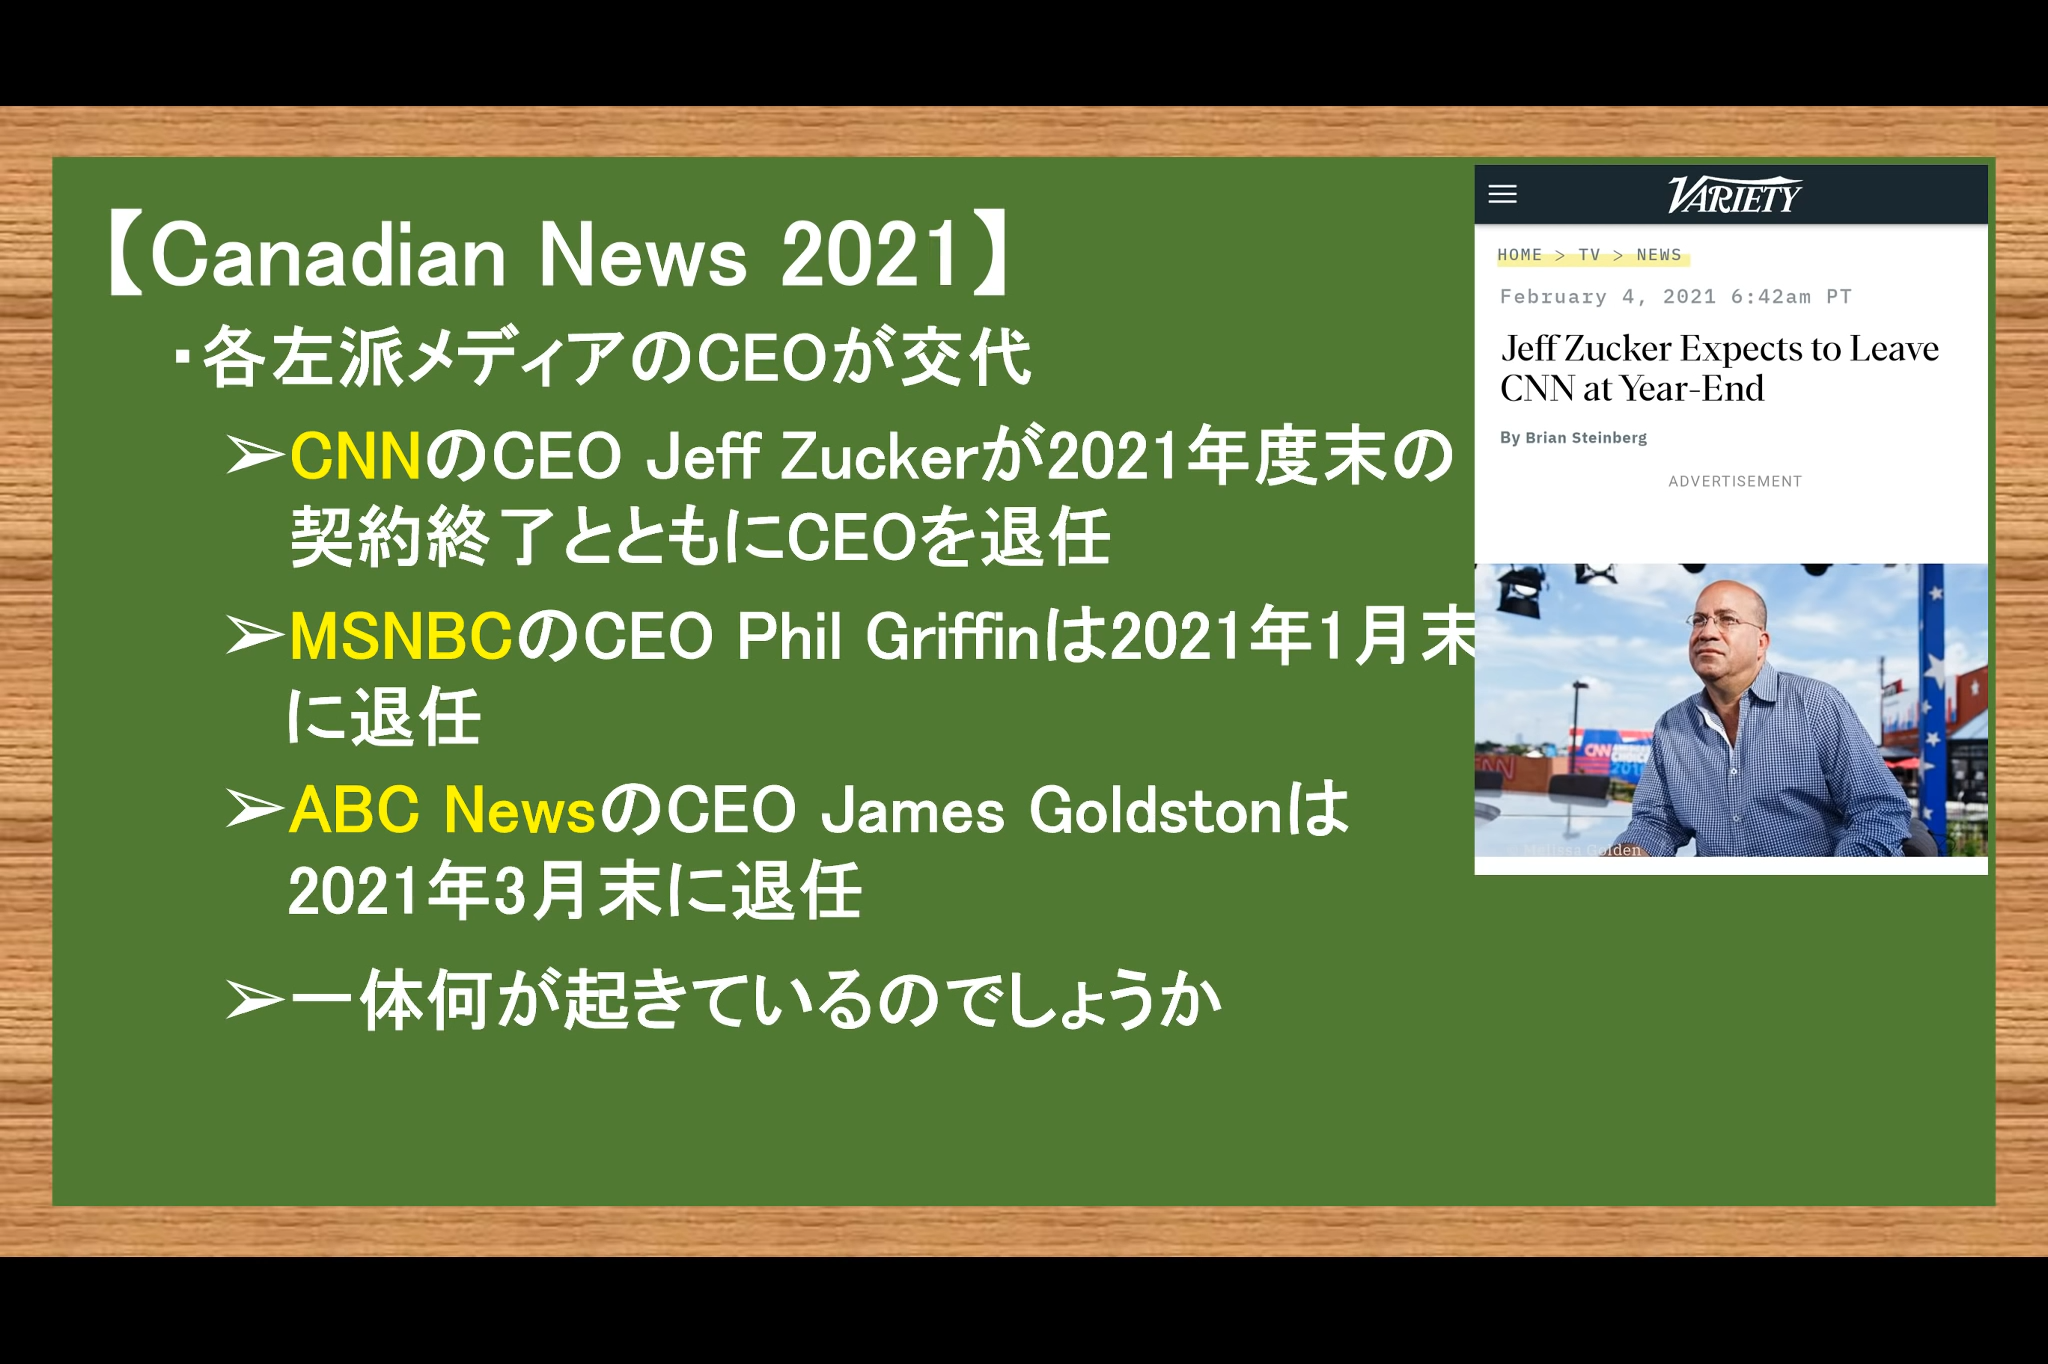 【Canadian News 2021】
・各左派メディアのCEOが交代
➢CNNのCEO Jeff Zuckerが2021年度末の
契約終了とともにCEOを退任
➢MSNBCのCEO Phil Griffinは2021年1月末
に退任
➢ABC NewsのCEO James Goldstonは
2021年3月末に退任
➢一体何が起きているのでしょうか
VARIETY
HOME > TV > NEWS
February 4, 2021 6:42am PT
Jeff Zucker Expects to Leave
CNN at Year-End
By Brian Steinberg
ADVERTISEMENT
CNN
Melissa Golden